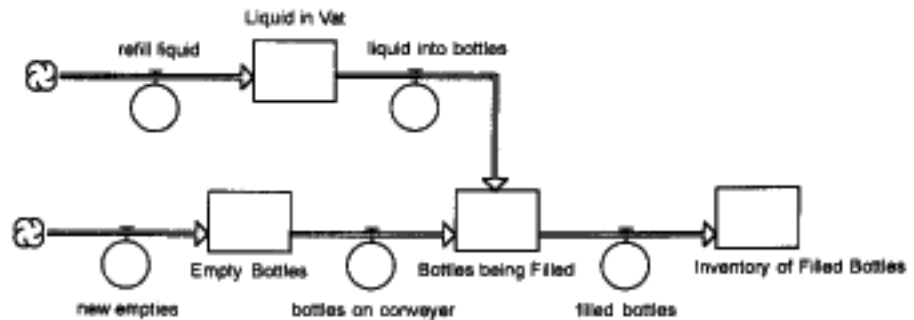 Liquid in Vat
refill liquid
liquid into bottles
Empty Bottles
Bottles being Filled
Inventory of Filled Bottles
new empties
bottles on conveyer
filled bottles